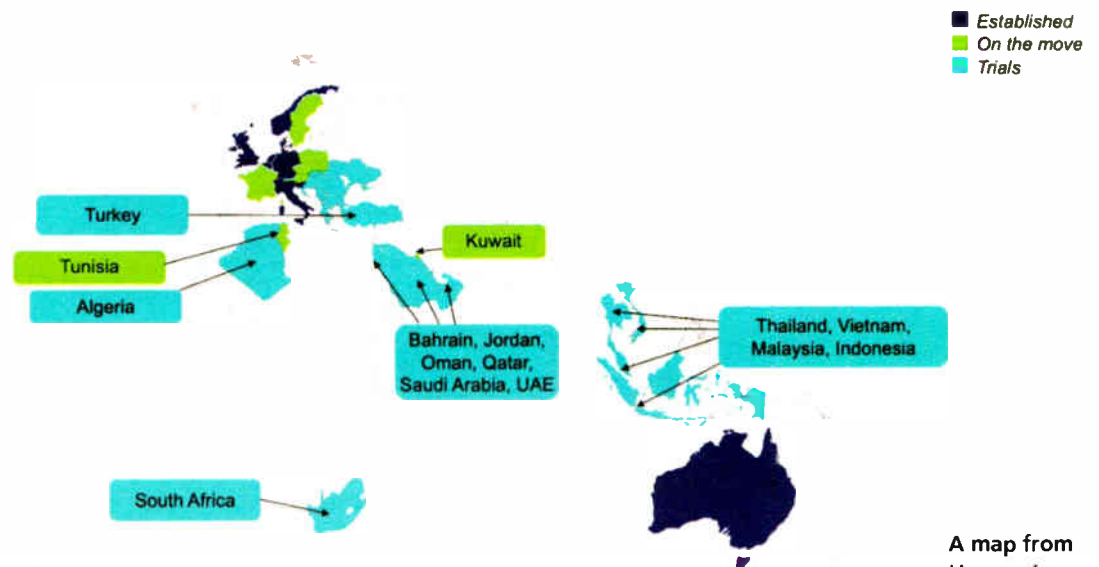 Established
On the move
Trials
Turkey
Tunisia
Algeria
Kuwait
Bahrain, Jordan,
Oman, Qatar,
Saudi Arabia, UAE
Thailand, Vietnam,
Malaysia, Indonesia
South Africa
A map from